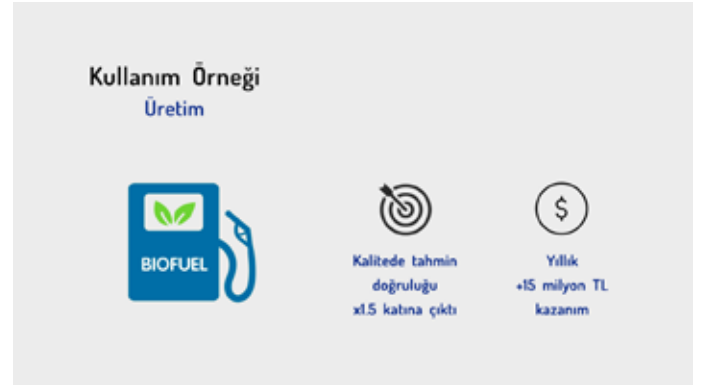 Kullanım Örneği
Üretim
BIOFUEL
Kalitede tahmin
doğruluğu
x1.5 katına çıktı
$
Yıllık
+15 milyon TL
kazanım